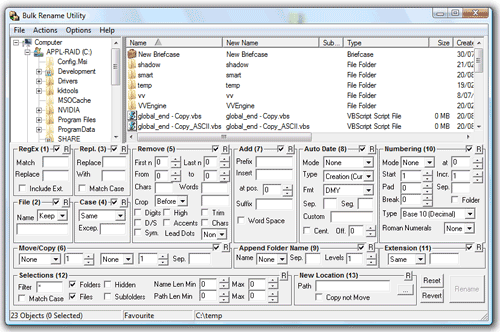 Bulk Rename Utility
File Actions Options Help
Computer
APPL-RAID (C:)
Config.Msi
Development
Drivers
kktools
MSOCache
NVIDIA
Program Files
ProgramData
SHARE
Name New Name Sub... Type Size Create
New Briefcase New Briefcase Briefcase 30/07
shadow shadow File Folder 21/02
smart smart File Folder 20/08
temp temp File Folder 19/02
vv vv File Folder 8/07/
VVEngine VVEngine File Folder 20/08
global_end - Copy.vbs global_end - Copy.vbs VBScript Script File 0 MB 20/08
global_end - Copy_ASCII.vbs global_end - Copy_ASCII.vbs VBScript Script File 0 MB 20/08
RegEx (1) R
Match
Replace
Include Ext.
Repl. (3) R
Replace
With
Match Case
Remove (5) R
First n 0 Last n 0
From 0 to 0
Chars Words
Crop Before
Digits High Trim
D/S Accents Chars
Sym. Lead Dots Non
Add (7) R
Prefix
Insert
at pos. 0
Suffix
Word Space
Auto Date (8) R
Mode None
Type Creation (Cur
Fmt DMY
Sep. Seg.
Custom
Cent. Off. 0
Numbering (10) R
Mode None at 0
Start 1 Incr. 1
Pad 0 Sep.
Break 0 Folder
Type Base 10 (Decimal)
Roman Numerals None
File (2) R
Name Keep
Case (4) R
Same
Excep.
Move/Copy (6) R
None 1 None 1 Sep.
Append Folder Name (9) R
Name None Sep. Levels 1
Extension (11) R
Same
Selections (12) R
Filter * Folders Hidden Name Len Min 0 Max 0
Match Case Files Subfolders Path Len Min 0 Max 0
New Location (13) R
Path ...
Copy not Move
Reset
Revert
Rename
23 Objects (0 Selected) Favourite C:\temp